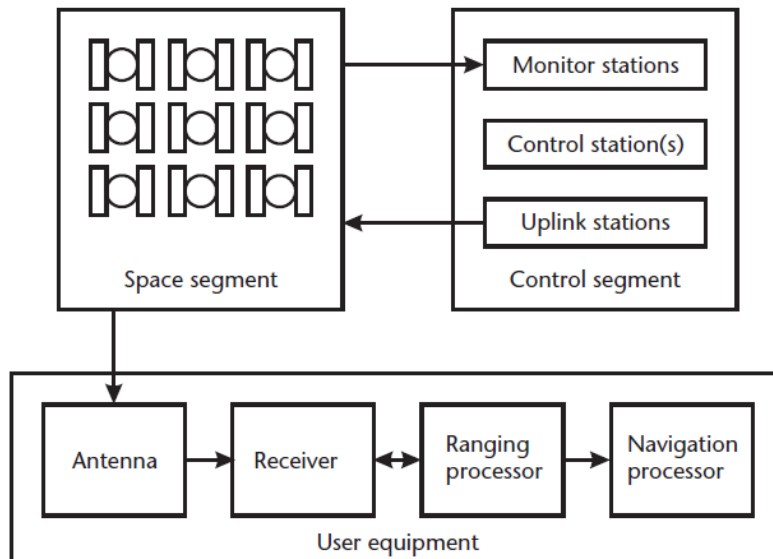 Monitor stations
Control station(s)
Uplink stations
Space segment
Control segment
Antenna
Receiver
Ranging
processor
Navigation
processor
User equipment